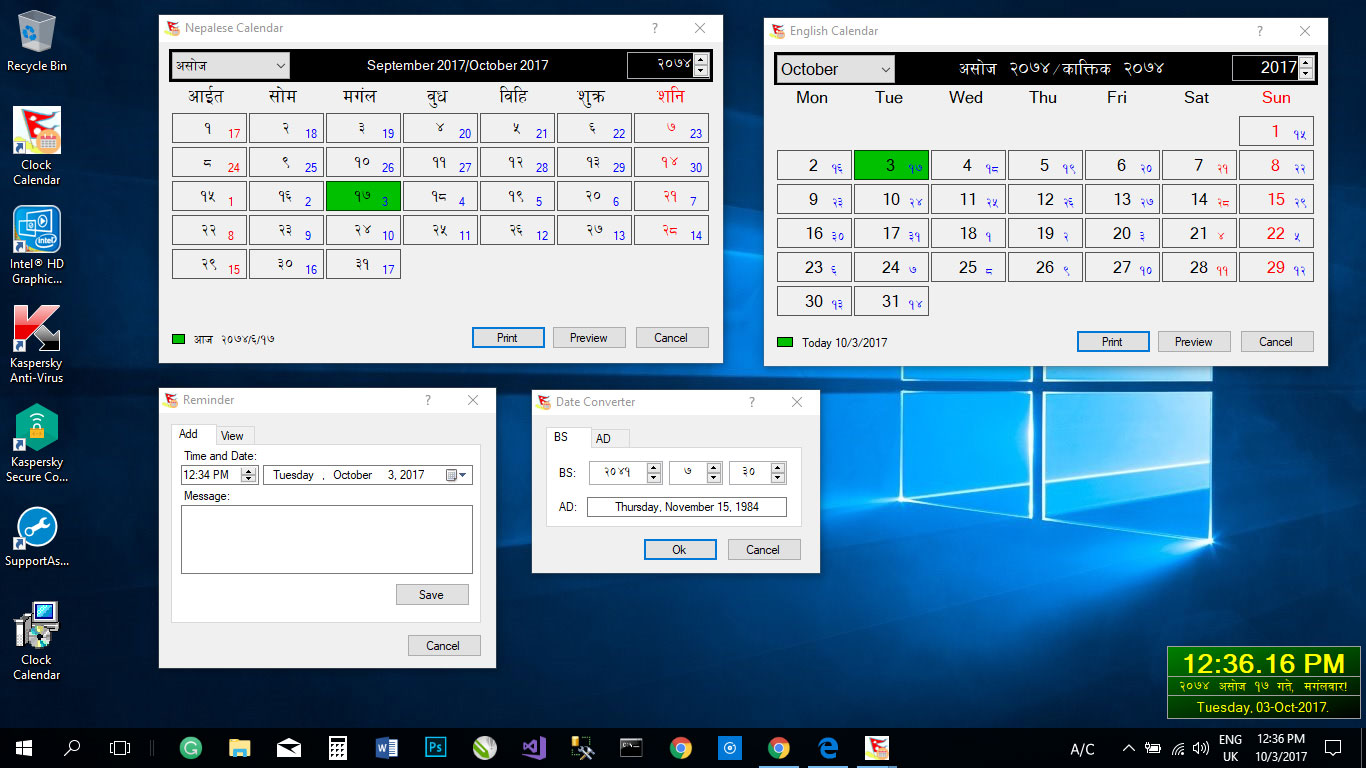 Recycle Bin
Clock
Calendar
Intel® HD
Graphic...
Kaspersky
Anti-Virus
Kaspersky
Secure Co...
SupportAs...
Clock
Calendar
Nepalese Calendar
असोज September 2017/October 2017 २०७४
आईत सोम मगंल वुध विहि शुक्र शनि
१ 17 २ 18 ३ 19 ४ 20 ५ 21 ६ 22 ७ 23
८ 24 ९ 25 १० 26 ११ 27 १२ 28 १३ 29 १४ 30
१५ 1 १६ 2 १७ 3 १८ 4 १९ 5 २० 6 २१ 7
२२ 8 २३ 9 २४ 10 २५ 11 २६ 12 २७ 13 २८ 14
२९ 15 ३० 16 ३१ 17
आज २०७४/६/१७ Print Preview Cancel
English Calendar
October असोज २०७४/कात्तिक २०७४ 2017
Mon Tue Wed Thu Fri Sat Sun
1 १५
2 १६ 3 १७ 4 १८ 5 १९ 6 २० 7 २१ 8 २२
9 २३ 10 २४ 11 २५ 12 २६ 13 २७ 14 २८ 15 २९
16 ३० 17 ३१ 18 १ 19 २ 20 ३ 21 ४ 22 ५
23 ६ 24 ७ 25 ८ 26 ९ 27 १० 28 ११ 29 १२
30 १३ 31 १४
Today 10/3/2017 Print Preview Cancel
Reminder
Add View
Time and Date:
12:34 PM Tuesday , October 3, 2017
Message:
Save
Cancel
Date Converter
BS AD
BS: २०४१ ७ ३०
AD: Thursday, November 15, 1984
Ok Cancel
12:36.16 PM
२०७४ असोज १७ गते, मगंलवार!
Tuesday, 03-Oct-2017.
A/C ENG 12:36 PM
UK 10/3/2017